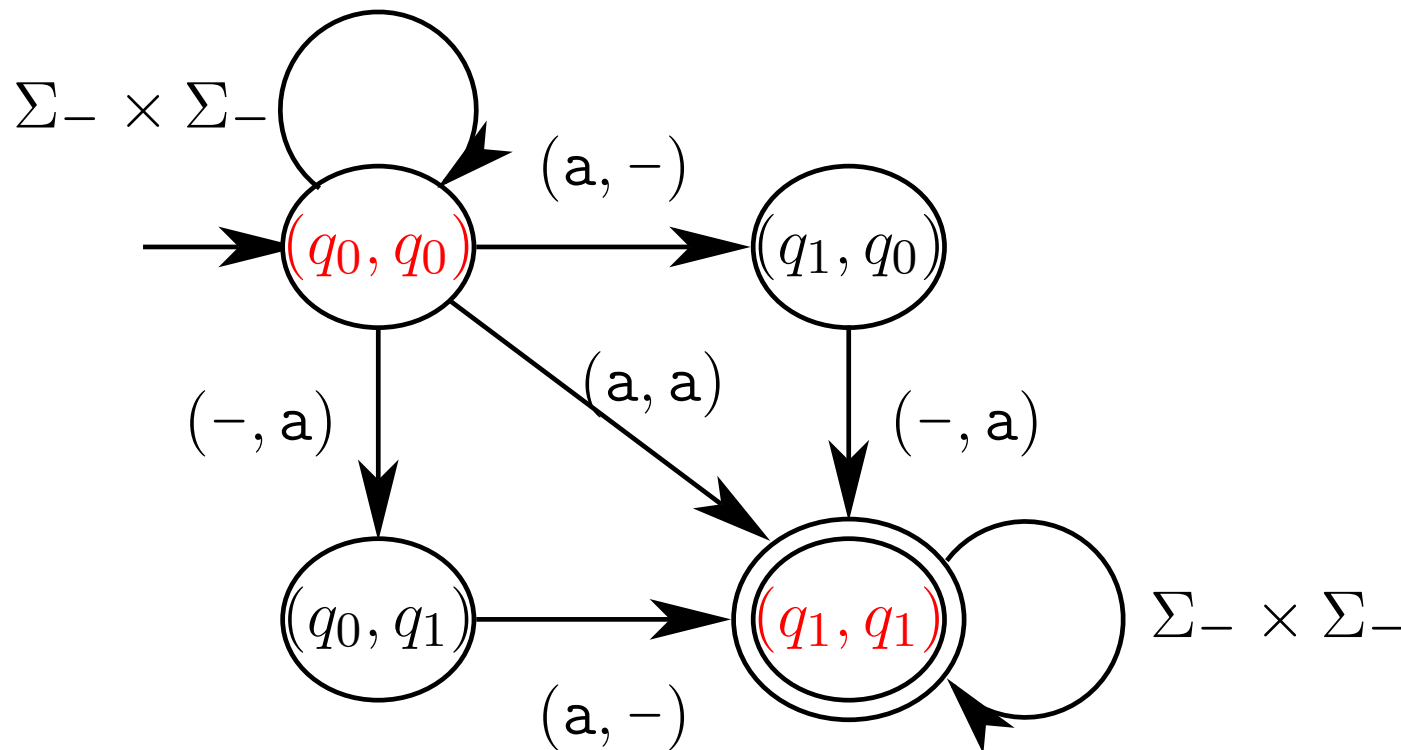 Σ₋ × Σ₋
(a, -)
(q₀, q₀)
(q₁, q₀)
(a, a)
(-, a)
(-, a)
(q₀, q₁)
(q₁, q₁)
Σ₋ × Σ₋
(a, -)